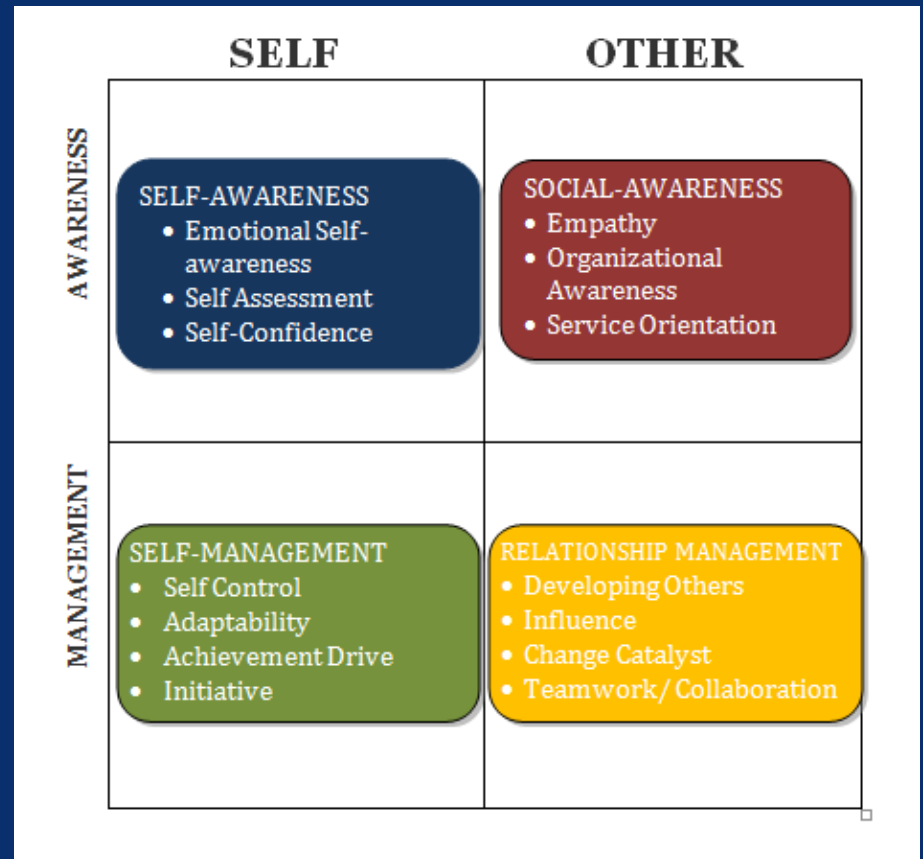 SELF
OTHER
AWARENESS
SELF-AWARENESS
• Emotional Self-
awareness
• Self Assessment
• Self-Confidence
SOCIAL-AWARENESS
• Empathy
• Organizational
Awareness
• Service Orientation
MANAGEMENT
SELF-MANAGEMENT
• Self Control
• Adaptability
• Achievement Drive
• Initiative
RELATIONSHIP MANAGEMENT
• Developing Others
• Influence
• Change Catalyst
• Teamwork/ Collaboration